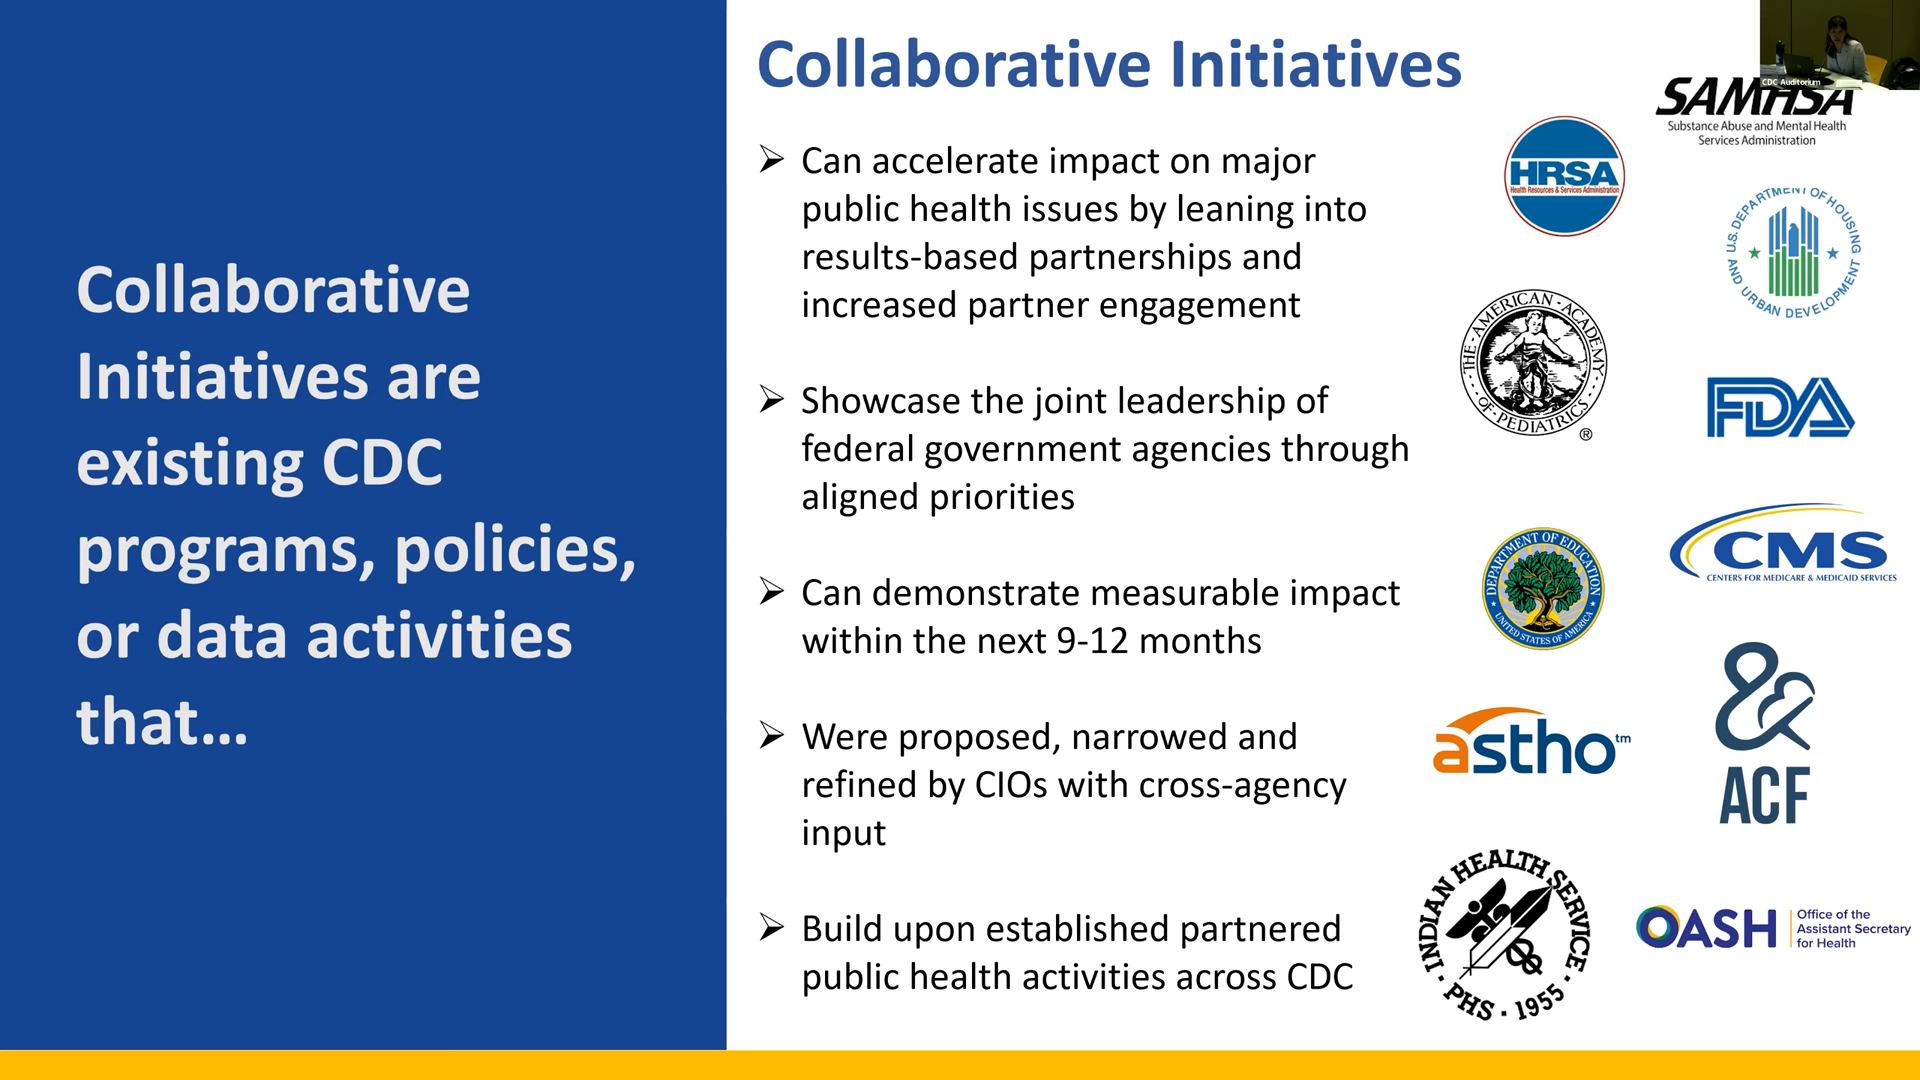 Collaborative
Initiatives are
existing CDC
programs, policies,
or data activities
that…
Collaborative Initiatives
Can accelerate impact on major
public health issues by leaning into
results-based partnerships and
increased partner engagement
Showcase the joint leadership of
federal government agencies through
aligned priorities
Can demonstrate measurable impact
within the next 9-12 months
Were proposed, narrowed and
refined by CIOs with cross-agency
input
Build upon established partnered
public health activities across CDC
CDC Auditorium
SAMHSA
Substance Abuse and Mental Health
Services Administration
HRSA
Health Resources & Services Administration
U.S. DEPARTMENT OF HOUSING
AND URBAN DEVELOPMENT
THE · AMERICAN · ACADEMY
· OF · PEDIATRICS ·
®
FDA
DEPARTMENT OF EDUCATION
UNITED STATES OF AMERICA
CMS
CENTERS FOR MEDICARE & MEDICAID SERVICES
astho™
&
ACF
INDIAN HEALTH SERVICE
· PHS · 1955 ·
OASH
Office of the
Assistant Secretary
for Health